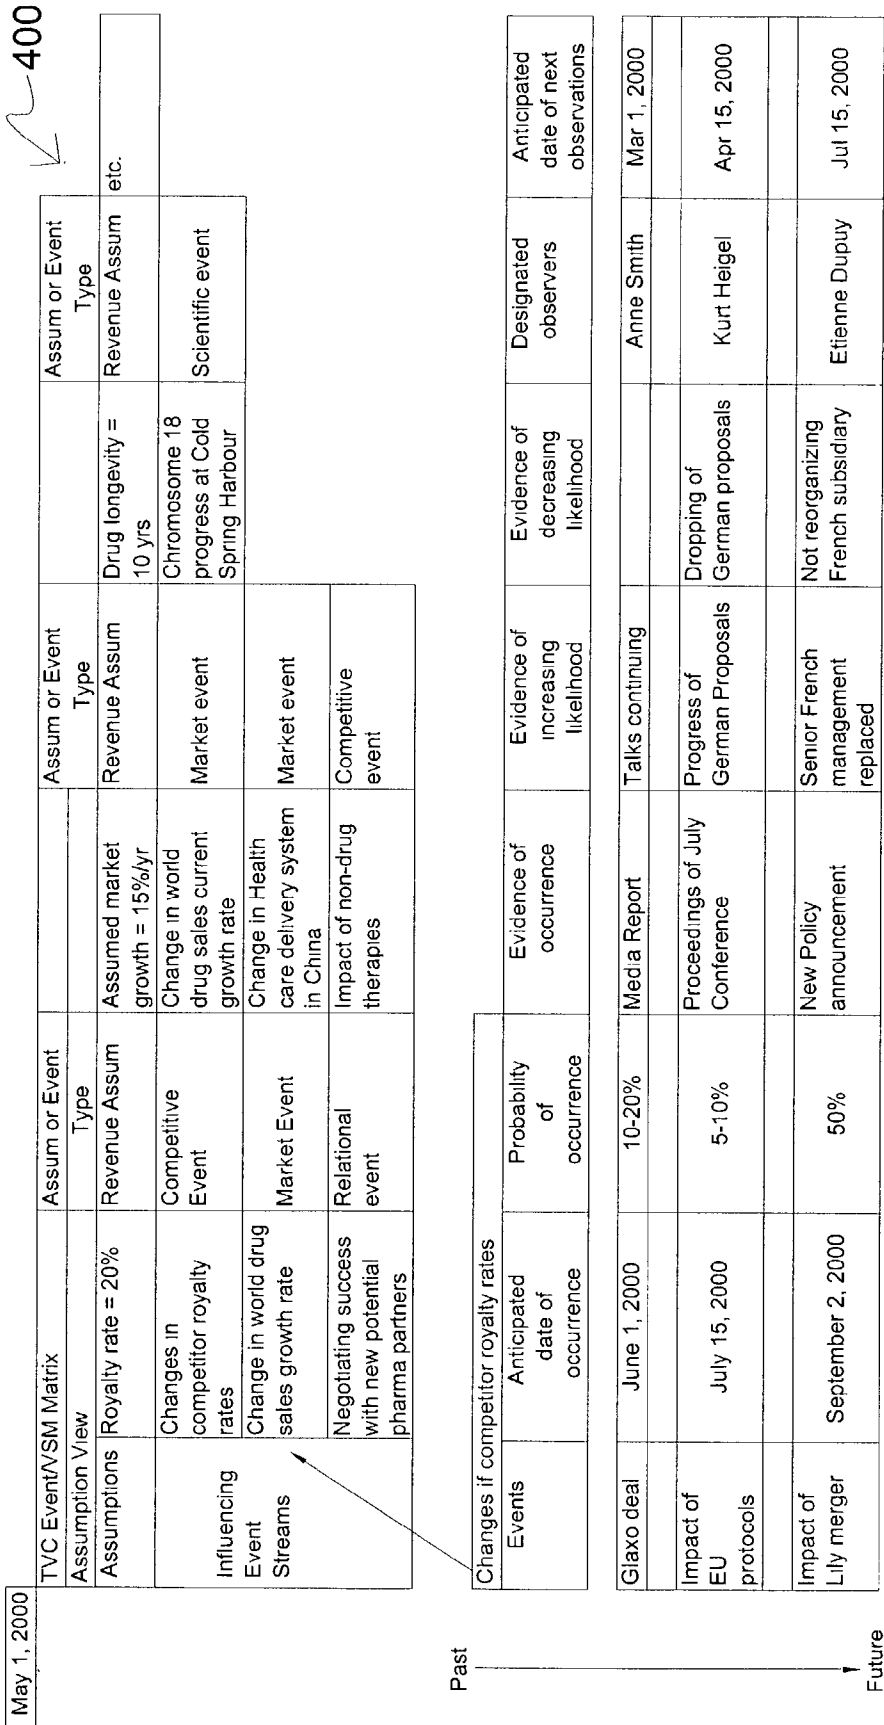 400
May 1, 2000
TVC Event/VSM Matrix
Assum or Event
Type
Assum or Event
Type
Assum or Event
Type
Assumption View
Assumptions
Royalty rate = 20%
Revenue Assum
Assumed market
growth = 15%/yr
Revenue Assum
Drug longevity =
10 yrs
Revenue Assum
etc.
Influencing
Event
Streams
Changes in
competitor royalty
rates
Competitive
Event
Change in world
drug sales current
growth rate
Market event
Chromosome 18
progress at Cold
Spring Harbour
Scientific event
Change in world drug
sales growth rate
Market Event
Change in Health
care delivery system
in China
Market event
Negotiating success
with new potential
pharma partners
Relational
event
Impact of non-drug
therapies
Competitive
event
Past
Future
Changes if competitor royalty rates
Events
Anticipated
date of
occurrence
Probability
of
occurrence
Evidence of
occurrence
Evidence of
increasing
likelihood
Evidence of
decreasing
likelihood
Designated
observers
Anticipated
date of next
observations
Glaxo deal
June 1, 2000
10-20%
Media Report
Talks continuing
Anne Smith
Mar 1, 2000
Impact of
EU
protocols
July 15, 2000
5-10%
Proceedings of July
Conference
Progress of
German Proposals
Dropping of
German proposals
Kurt Heigel
Apr 15, 2000
Impact of
Lily merger
September 2, 2000
50%
New Policy
announcement
Senior French
management
replaced
Not reorganizing
French subsidiary
Etienne Dupuy
Jul 15, 2000